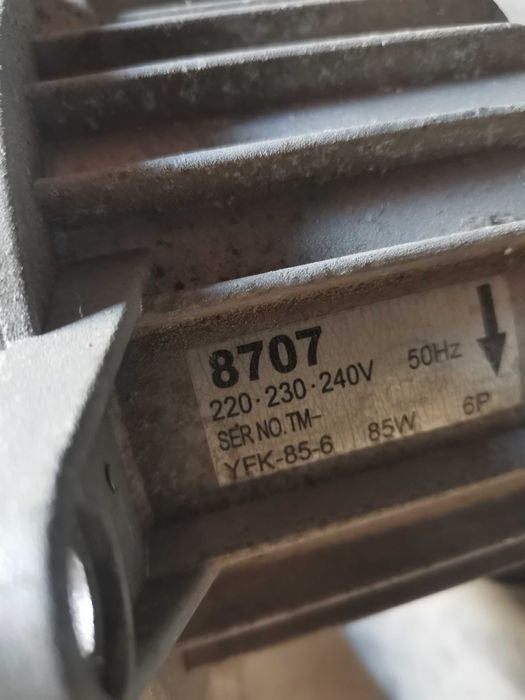 8707
220·230·240V 50Hz
SER NO.TM-
YFK-85-6 85W 6P